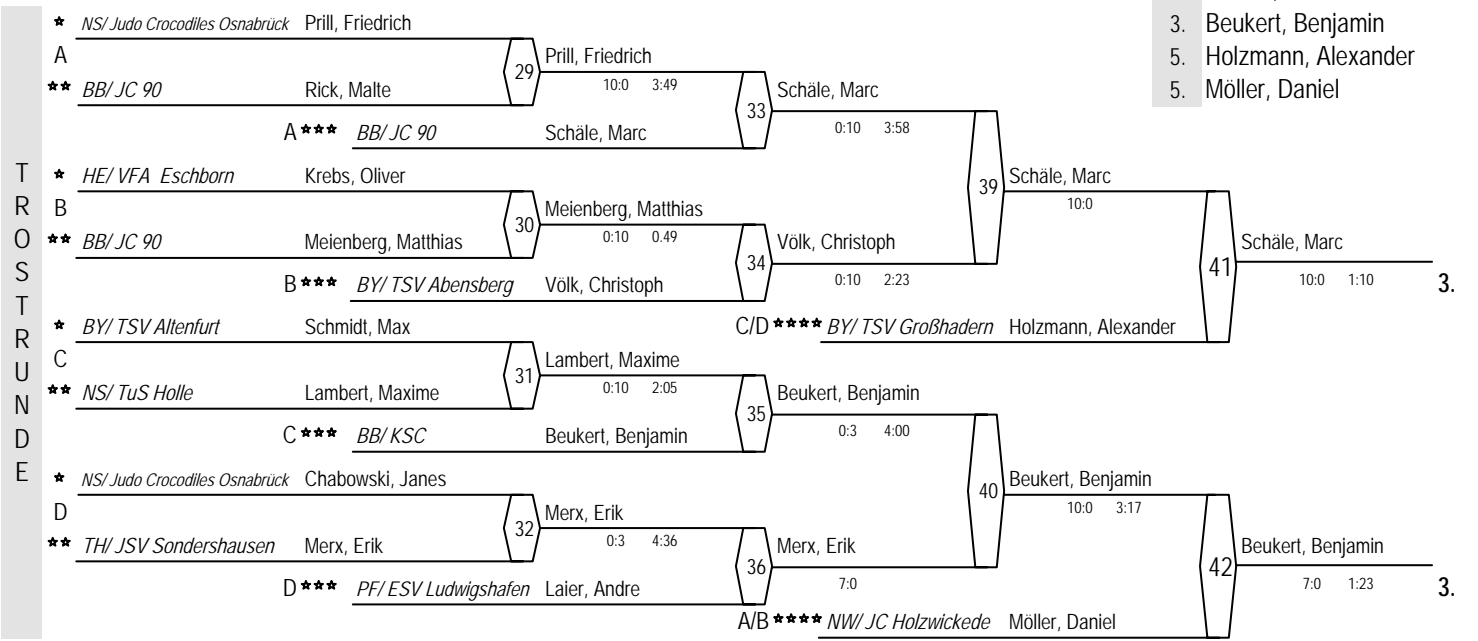 ★ NS/ Judo Crocodiles Osnabrück Prill, Friedrich
3. Beukert, Benjamin
A
5. Holzmann, Alexander
29 Prill, Friedrich
10:0 3:49
★★ BB/ JC 90 Rick, Malte
5. Möller, Daniel
33 Schäle, Marc
0:10 3:58
A ★★★ BB/ JC 90 Schäle, Marc
TROSTRUNDE
★ HE/ VFA Eschborn Krebs, Oliver
39 Schäle, Marc
10:0
B
30 Meienberg, Matthias
0:10 0.49
★★ BB/ JC 90 Meienberg, Matthias
34 Völk, Christoph
0:10 2:23
41 Schäle, Marc
10:0 1:10 3.
B ★★★ BY/ TSV Abensberg Völk, Christoph
★ BY/ TSV Altenfurt Schmidt, Max
C/D ★★★★ BY/ TSV Großhadern Holzmann, Alexander
C
31 Lambert, Maxime
0:10 2:05
★★ NS/ TuS Holle Lambert, Maxime
35 Beukert, Benjamin
0:3 4:00
C ★★★ BB/ KSC Beukert, Benjamin
★ NS/ Judo Crocodiles Osnabrück Chabowski, Janes
40 Beukert, Benjamin
10:0 3:17
D
32 Merx, Erik
0:3 4:36
★★ TH/ JSV Sondershausen Merx, Erik
36 Merx, Erik
7:0
42 Beukert, Benjamin
7:0 1:23 3.
D ★★★ PF/ ESV Ludwigshafen Laier, Andre
A/B ★★★★ NW/ JC Holzwickede Möller, Daniel